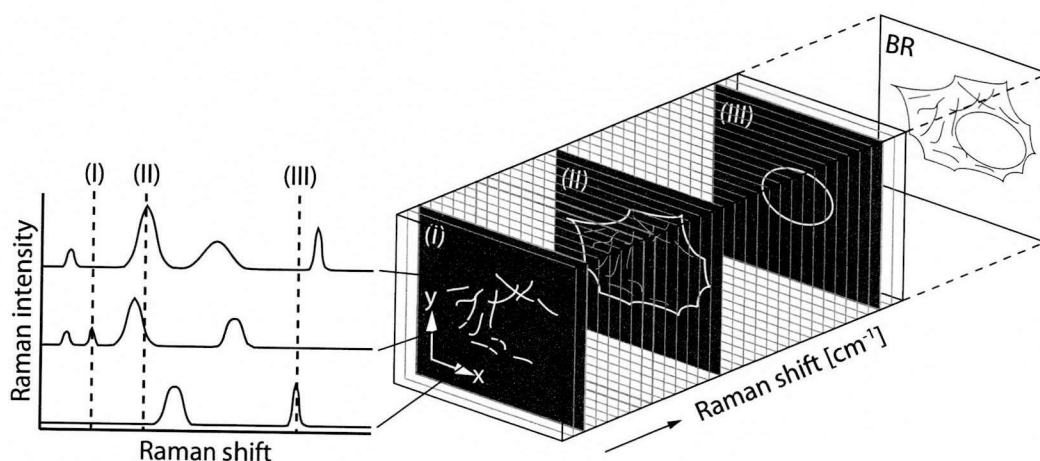 BR
(III)
(II)
(i)
y
x
(I)
(II)
(III)
Raman intensity
Raman shift
Raman shift [cm⁻¹]